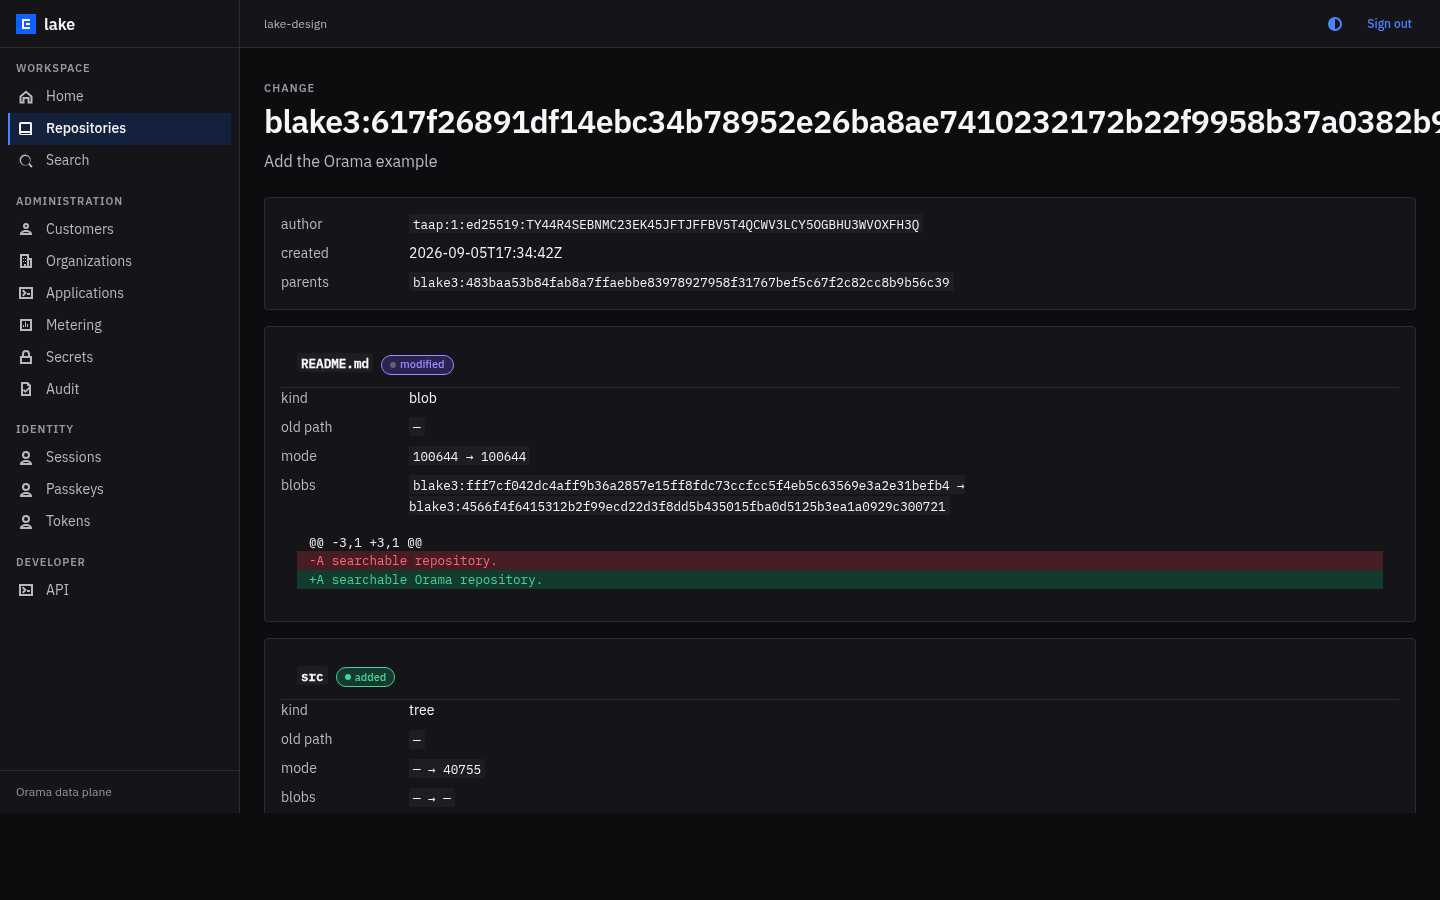 lake
lake-design
Sign out
WORKSPACE
Home
Repositories
Search
ADMINISTRATION
Customers
Organizations
Applications
Metering
Secrets
Audit
IDENTITY
Sessions
Passkeys
Tokens
DEVELOPER
API
Orama data plane
CHANGE
blake3:617f26891df14ebc34b78952e26ba8ae7410232172b22f9958b37a0382b9
Add the Orama example
author taap:1:ed25519:TY44R4SEBNMC23EK45JFTJFFBV5T4QCWV3LCY5OGBHU3WVOXFH3Q
created 2026-09-05T17:34:42Z
parents blake3:483baa53b84fab8a7ffaebbe83978927958f31767bef5c67f2c82cc8b9b56c39
README.md modified
kind blob
old path —
mode 100644 → 100644
blobs blake3:fff7cf042dc4aff9b36a2857e15ff8fdc73ccfcc5f4eb5c63569e3a2e31befb4 →
blake3:4566f4f6415312b2f99ecd22d3f8dd5b435015fba0d5125b3ea1a0929c300721
@@ -3,1 +3,1 @@
-A searchable repository.
+A searchable Orama repository.
src added
kind tree
old path —
mode — → 40755
blobs — → —